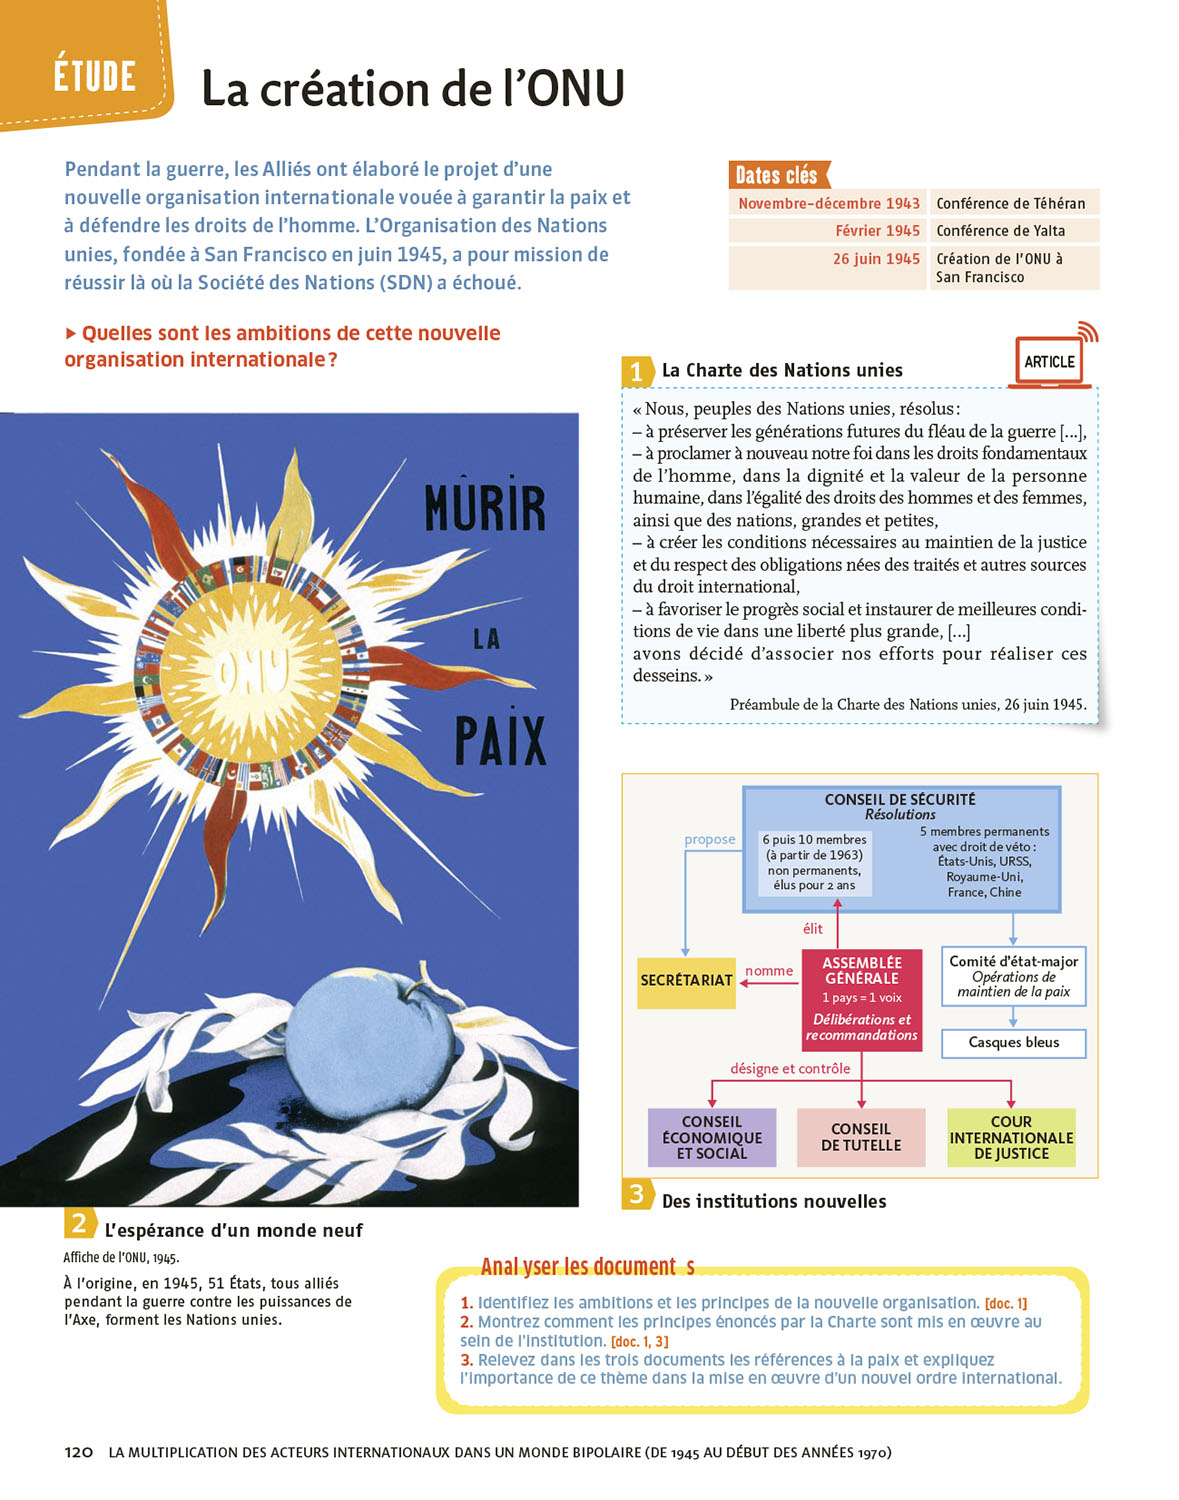 ÉTUDE
La création de l'ONU
Pendant la guerre, les Alliés ont élaboré le projet d'une
nouvelle organisation internationale vouée à garantir la paix et
à défendre les droits de l'homme. L'Organisation des Nations
unies, fondée à San Francisco en juin 1945, a pour mission de
réussir là où la Société des Nations (SDN) a échoué.
▶ Quelles sont les ambitions de cette nouvelle
organisation internationale ?
Dates clés
Novembre-décembre 1943 Conférence de Téhéran
Février 1945 Conférence de Yalta
26 juin 1945 Création de l'ONU à
San Francisco
1 La Charte des Nations unies
ARTICLE
« Nous, peuples des Nations unies, résolus :
– à préserver les générations futures du fléau de la guerre [...],
– à proclamer à nouveau notre foi dans les droits fondamentaux
de l'homme, dans la dignité et la valeur de la personne
humaine, dans l'égalité des droits des hommes et des femmes,
ainsi que des nations, grandes et petites,
– à créer les conditions nécessaires au maintien de la justice
et du respect des obligations nées des traités et autres sources
du droit international,
– à favoriser le progrès social et instaurer de meilleures condi-
tions de vie dans une liberté plus grande, [...]
avons décidé d'associer nos efforts pour réaliser ces
desseins. »
Préambule de la Charte des Nations unies, 26 juin 1945.
MÛRIR
LA
PAIX
ONU
2 L'espérance d'un monde neuf
Affiche de l'ONU, 1945.
À l'origine, en 1945, 51 États, tous alliés
pendant la guerre contre les puissances de
l'Axe, forment les Nations unies.
CONSEIL DE SÉCURITÉ
Résolutions
6 puis 10 membres
(à partir de 1963)
non permanents,
élus pour 2 ans
5 membres permanents
avec droit de véto :
États-Unis, URSS,
Royaume-Uni,
France, Chine
propose
élit
SECRÉTARIAT
nomme
ASSEMBLÉE
GÉNÉRALE
1 pays = 1 voix
Délibérations et
recommandations
Comité d'état-major
Opérations de
maintien de la paix
Casques bleus
désigne et contrôle
CONSEIL
ÉCONOMIQUE
ET SOCIAL
CONSEIL
DE TUTELLE
COUR
INTERNATIONALE
DE JUSTICE
3 Des institutions nouvelles
Analyser les document s
1. Identifiez les ambitions et les principes de la nouvelle organisation. [doc. 1]
2. Montrez comment les principes énoncés par la Charte sont mis en œuvre au
sein de l'institution. [doc. 1, 3]
3. Relevez dans les trois documents les références à la paix et expliquez
l'importance de ce thème dans la mise en œuvre d'un nouvel ordre international.
120 LA MULTIPLICATION DES ACTEURS INTERNATIONAUX DANS UN MONDE BIPOLAIRE (DE 1945 AU DÉBUT DES ANNÉES 1970)